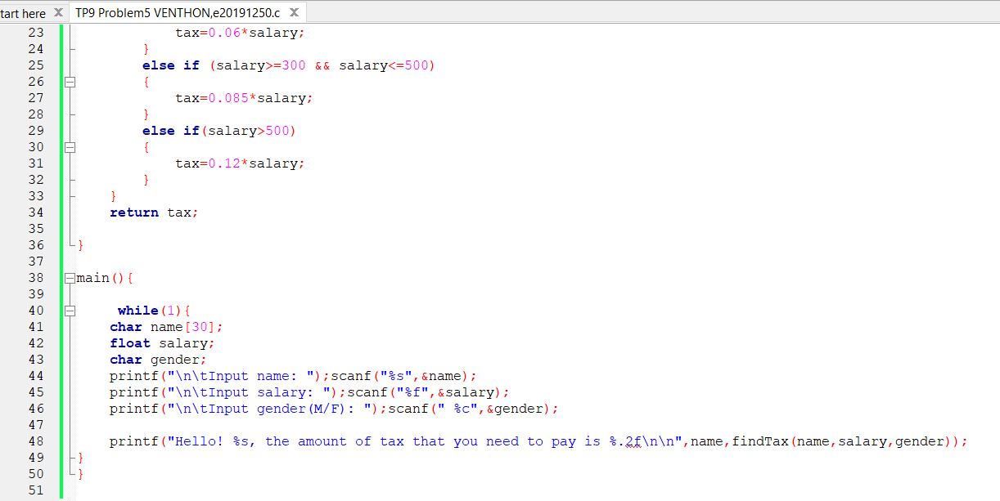 tart here X TP9 Problem5 VENTHON,e20191250.c X
23 tax=0.06*salary;
24 }
25 else if (salary>=300 && salary<=500)
26 {
27 tax=0.085*salary;
28 }
29 else if(salary>500)
30 {
31 tax=0.12*salary;
32 }
33 }
34 return tax;
35
36 }
37
38 main(){
39
40 while(1){
41 char name[30];
42 float salary;
43 char gender;
44 printf("\n\tInput name: ");scanf("%s",&name);
45 printf("\n\tInput salary: ");scanf("%f",&salary);
46 printf("\n\tInput gender(M/F): ");scanf(" %c",&gender);
47
48 printf("Hello! %s, the amount of tax that you need to pay is %.2f\n\n",name,findTax(name,salary,gender));
49 }
50 }
51